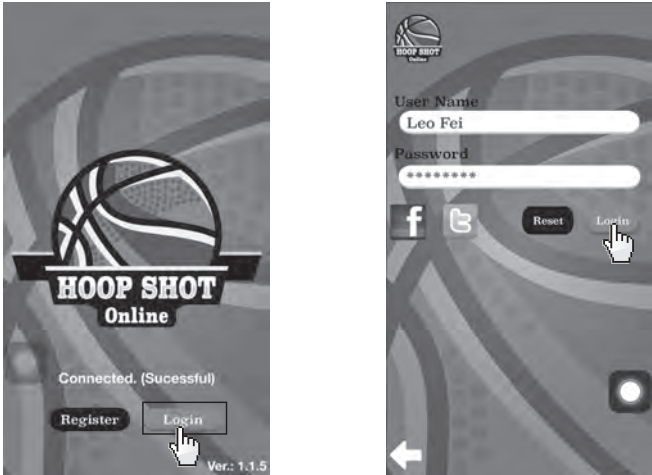 HOOP SHOT
Online
Connected. (Sucessful)
Register Login
Ver.: 1.1.5
HOOP SHOT
Online
User Name
Leo Fei
Password
********
f t
Reset Login